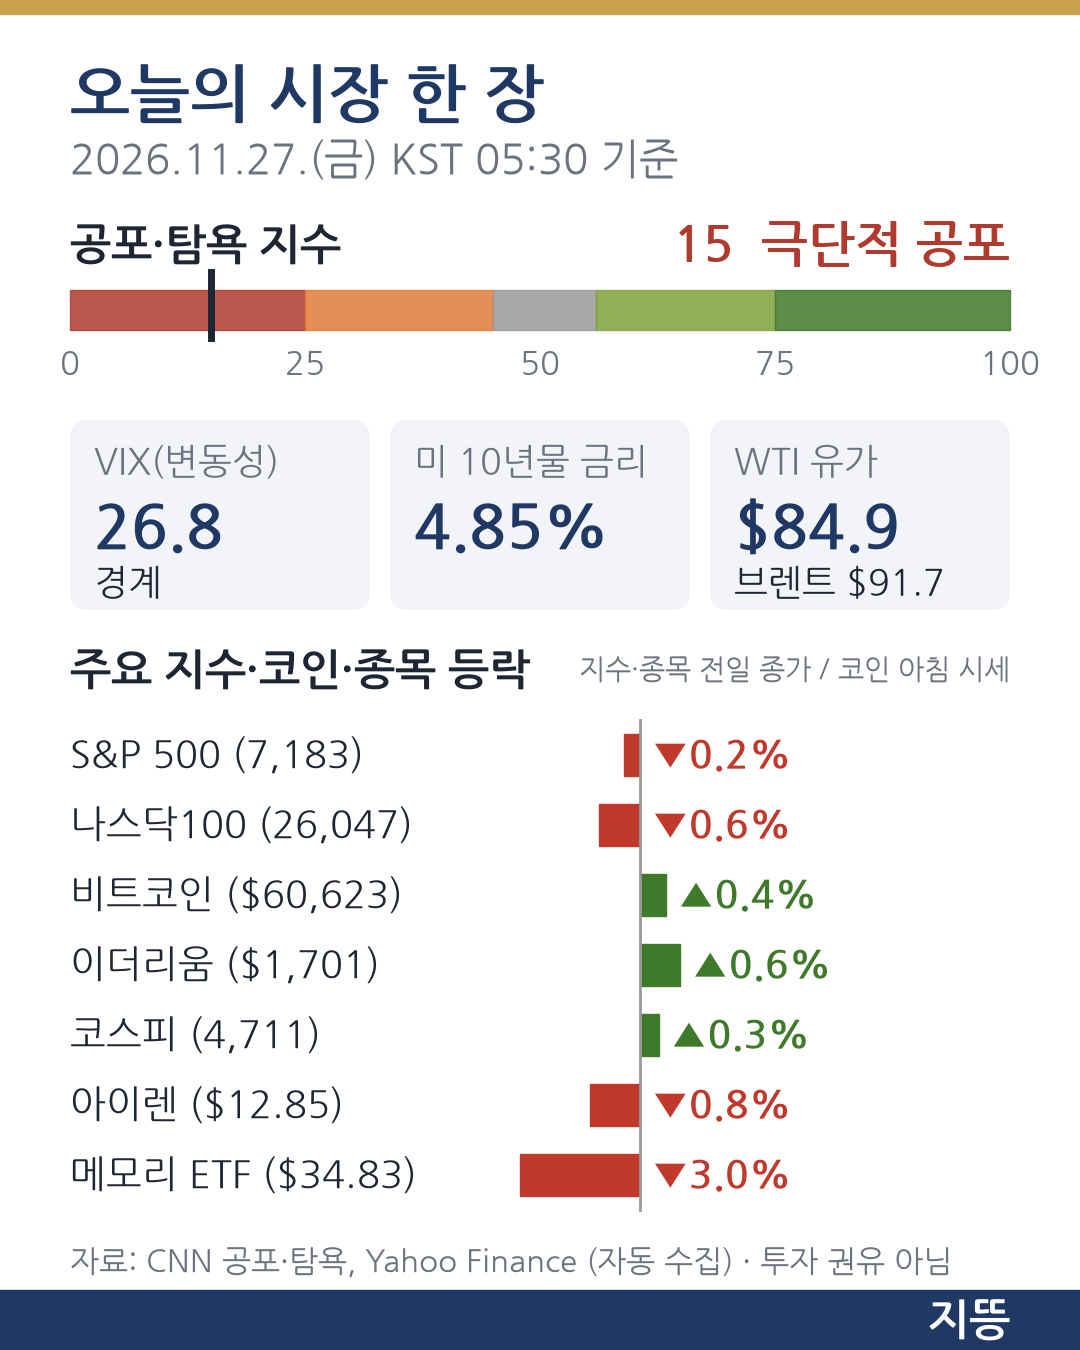 오늘의 시장 한 장
2026.11.27.(금) KST 05:30 기준
공포·탐욕 지수
15 극단적 공포
0 25 50 75 100
VIX(변동성)
26.8
경계
미 10년물 금리
4.85%
WTI 유가
$84.9
브렌트 $91.7
주요 지수·코인·종목 등락
지수·종목 전일 종가 / 코인 아침 시세
S&P 500 (7,183) ▼0.2%
나스닥100 (26,047) ▼0.6%
비트코인 ($60,623) ▲0.4%
이더리움 ($1,701) ▲0.6%
코스피 (4,711) ▲0.3%
아이렌 ($12.85) ▼0.8%
메모리 ETF ($34.83) ▼3.0%
자료: CNN 공포·탐욕, Yahoo Finance (자동 수집) · 투자 권유 아님
지뚱